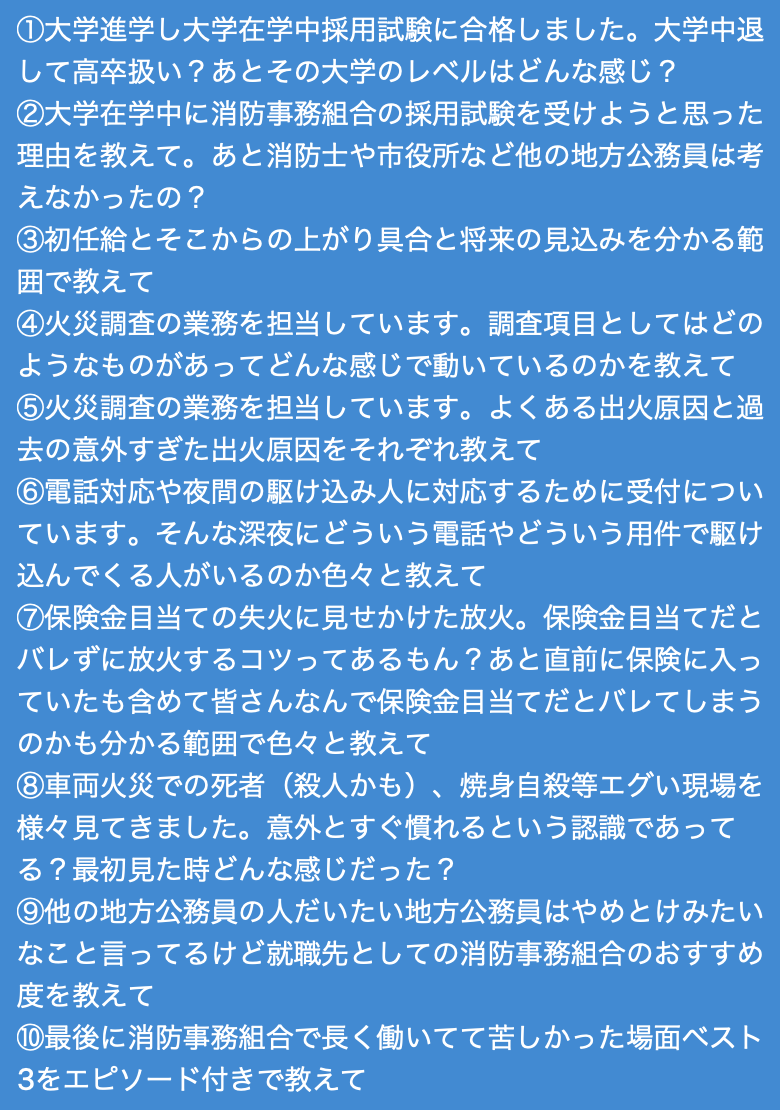 ①大学進学し大学在学中採用試験に合格しました。大学中退
して高卒扱い？あとその大学のレベルはどんな感じ？
②大学在学中に消防事務組合の採用試験を受けようと思った
理由を教えて。あと消防士や市役所など他の地方公務員は考
えなかったの？
③初任給とそこからの上がり具合と将来の見込みを分かる範
囲で教えて
④火災調査の業務を担当しています。調査項目としてはどの
ようなものがあってどんな感じで動いているのかを教えて
⑤火災調査の業務を担当しています。よくある出火原因と過
去の意外すぎた出火原因をそれぞれ教えて
⑥電話対応や夜間の駆け込み人に対応するために受付につい
ています。そんな深夜にどういう電話やどういう用件で駆け
込んでくる人がいるのか色々と教えて
⑦保険金目当ての失火に見せかけた放火。保険金目当てだと
バレずに放火するコツってあるもん？あと直前に保険に入っ
ていたも含めて皆さんなんで保険金目当てだとバレてしまう
のかも分かる範囲で色々と教えて
⑧車両火災での死者（殺人かも）、焼身自殺等エグい現場を
様々見てきました。意外とすぐ慣れるという認識であって
る？最初見た時どんな感じだった？
⑨他の地方公務員の人だいたい地方公務員はやめとけみたい
なこと言ってるけど就職先としての消防事務組合のおすすめ
度を教えて
⑩最後に消防事務組合で長く働いてて苦しかった場面ベスト
3をエピソード付きで教えて